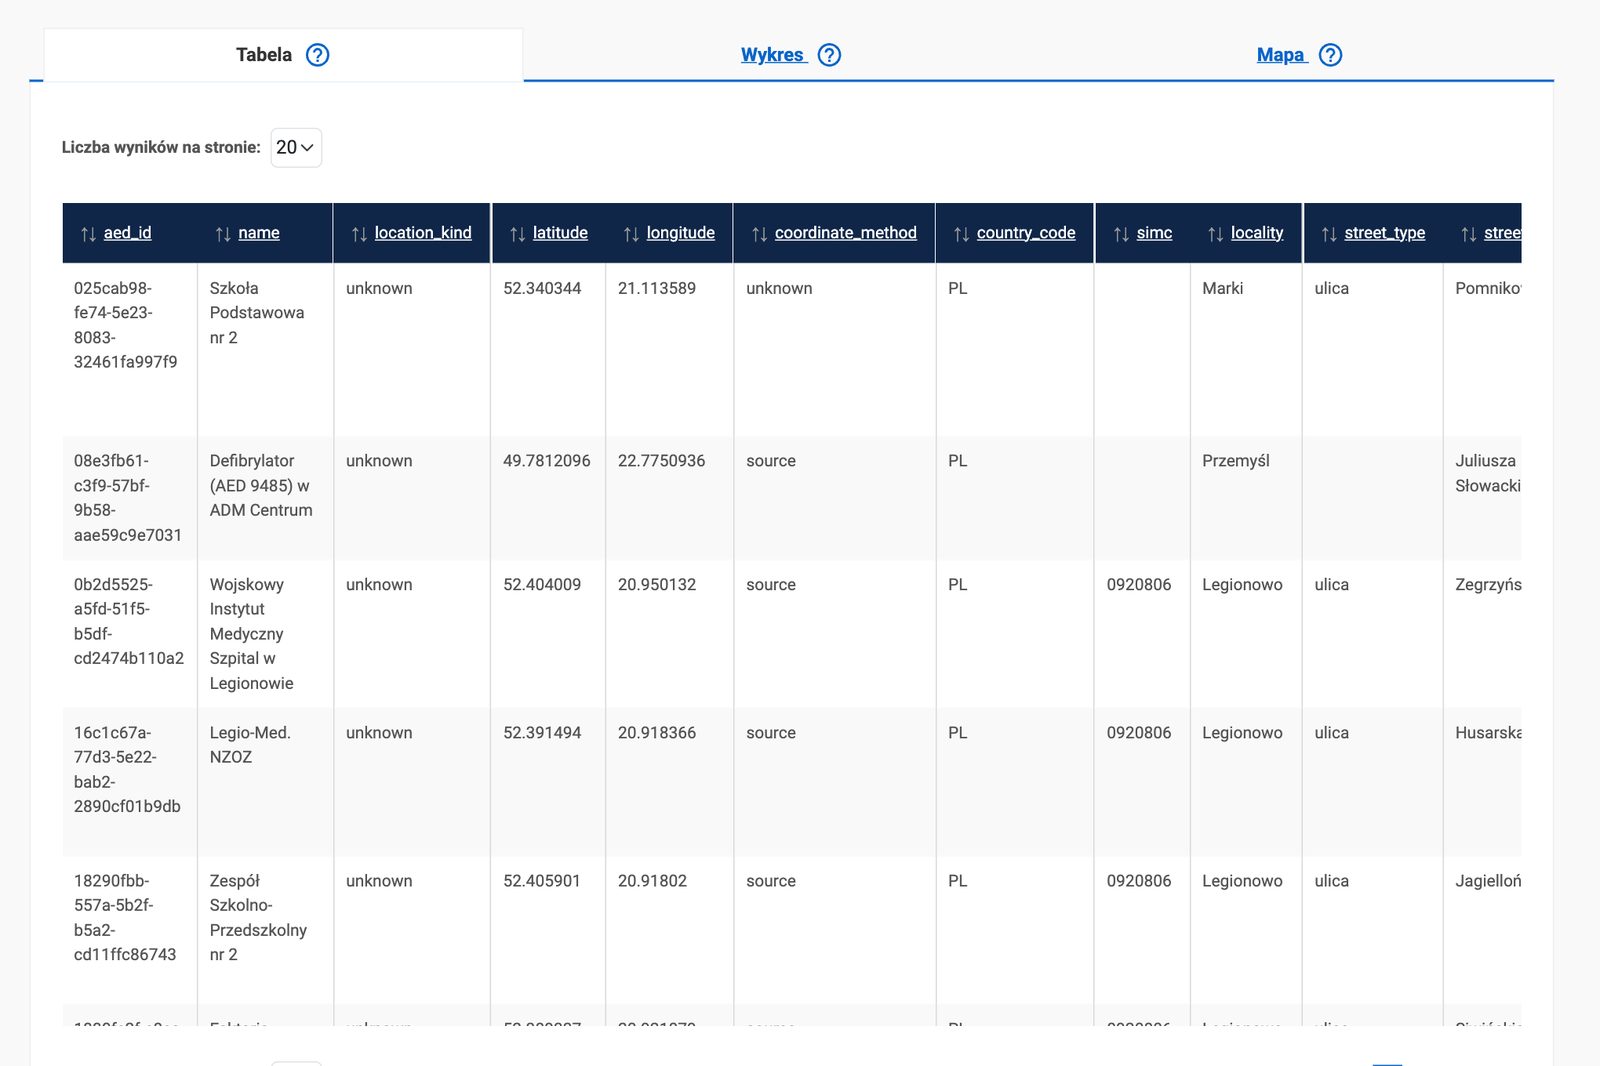 Tabela
Wykres
Mapa
Liczba wyników na stronie: 20
aed_id name location_kind latitude longitude coordinate_method country_code simc locality street_type
025cab98- Szkoła unknown 52.340344 21.113589 unknown PL Marki ulica
fe74-5e23- Podstawowa
8083- nr 2
32461fa997f9
08e3fb61- Defibrylator unknown 49.7812096 22.7750936 source PL Przemyśl Juliusza
c3f9-57bf- (AED 9485) w
9b58- ADM Centrum
aae59c9e7031
0b2d5525- Wojskowy unknown 52.404009 20.950132 source PL 0920806 Legionowo ulica
a5fd-51f5- Instytut
b5df- Medyczny
cd2474b110a2 Szpital w
Legionowie
16c1c67a- Legio-Med. unknown 52.391494 20.918366 source PL 0920806 Legionowo ulica Husarska
77d3-5e22- NZOZ
bab2-
2890cf01b9db
18290fbb- Zespół unknown 52.405901 20.91802 source PL 0920806 Legionowo ulica
557a-5b2f- Szkolno-
b5a2- Przedszkolny
cd11ffc86743 nr 2